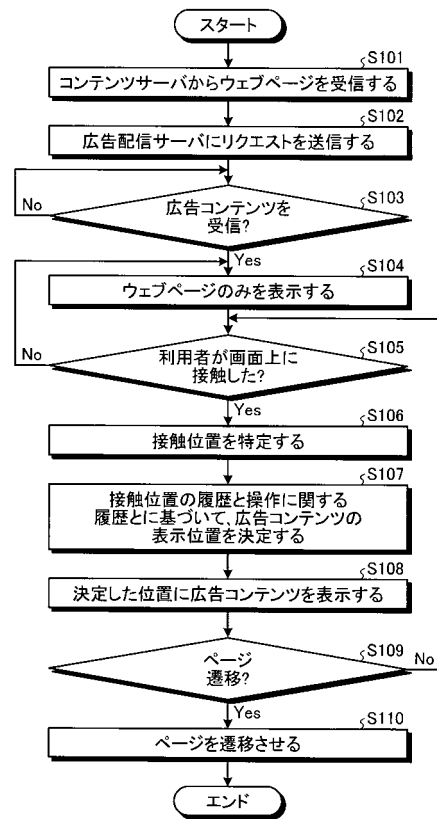 スタート
S101
コンテンツサーバからウェブページを受信する
S102
広告配信サーバにリクエストを送信する
S103
広告コンテンツを
受信?
No
Yes
S104
ウェブページのみを表示する
S105
利用者が画面上に
接触した?
No
Yes
S106
接触位置を特定する
S107
接触位置の履歴と操作に関する
履歴とに基づいて、広告コンテンツの
表示位置を決定する
S108
決定した位置に広告コンテンツを表示する
S109
ページ
遷移?
No
Yes
S110
ページを遷移させる
エンド